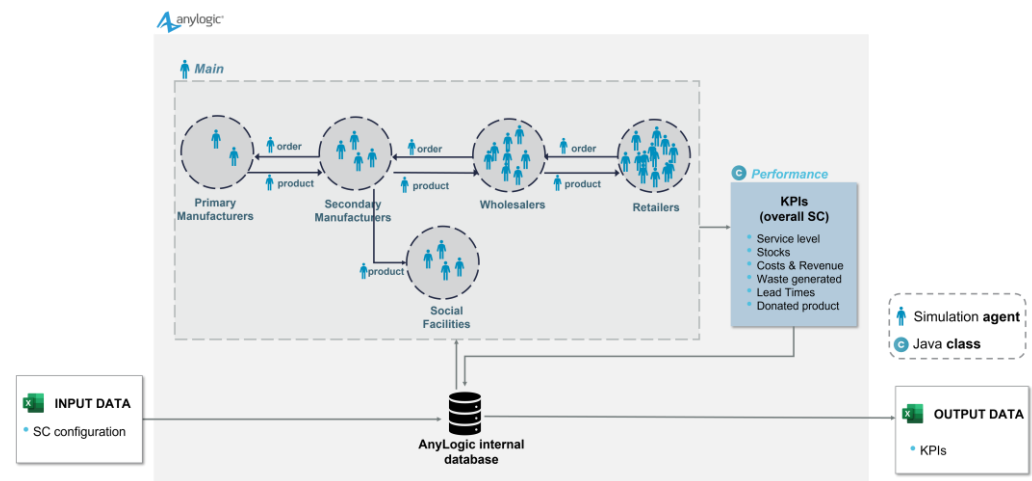 anylogic
Main
order
order
order
product
product
product
Primary
Manufacturers
Secondary
Manufacturers
Wholesalers
Retailers
product
Social
Facilities
C Performance
KPIs
(overall SC)
• Service level
• Stocks
• Costs & Revenue
• Waste generated
• Lead Times
• Donated product
Simulation agent
C Java class
X INPUT DATA
• SC configuration
AnyLogic internal
database
X OUTPUT DATA
• KPIs